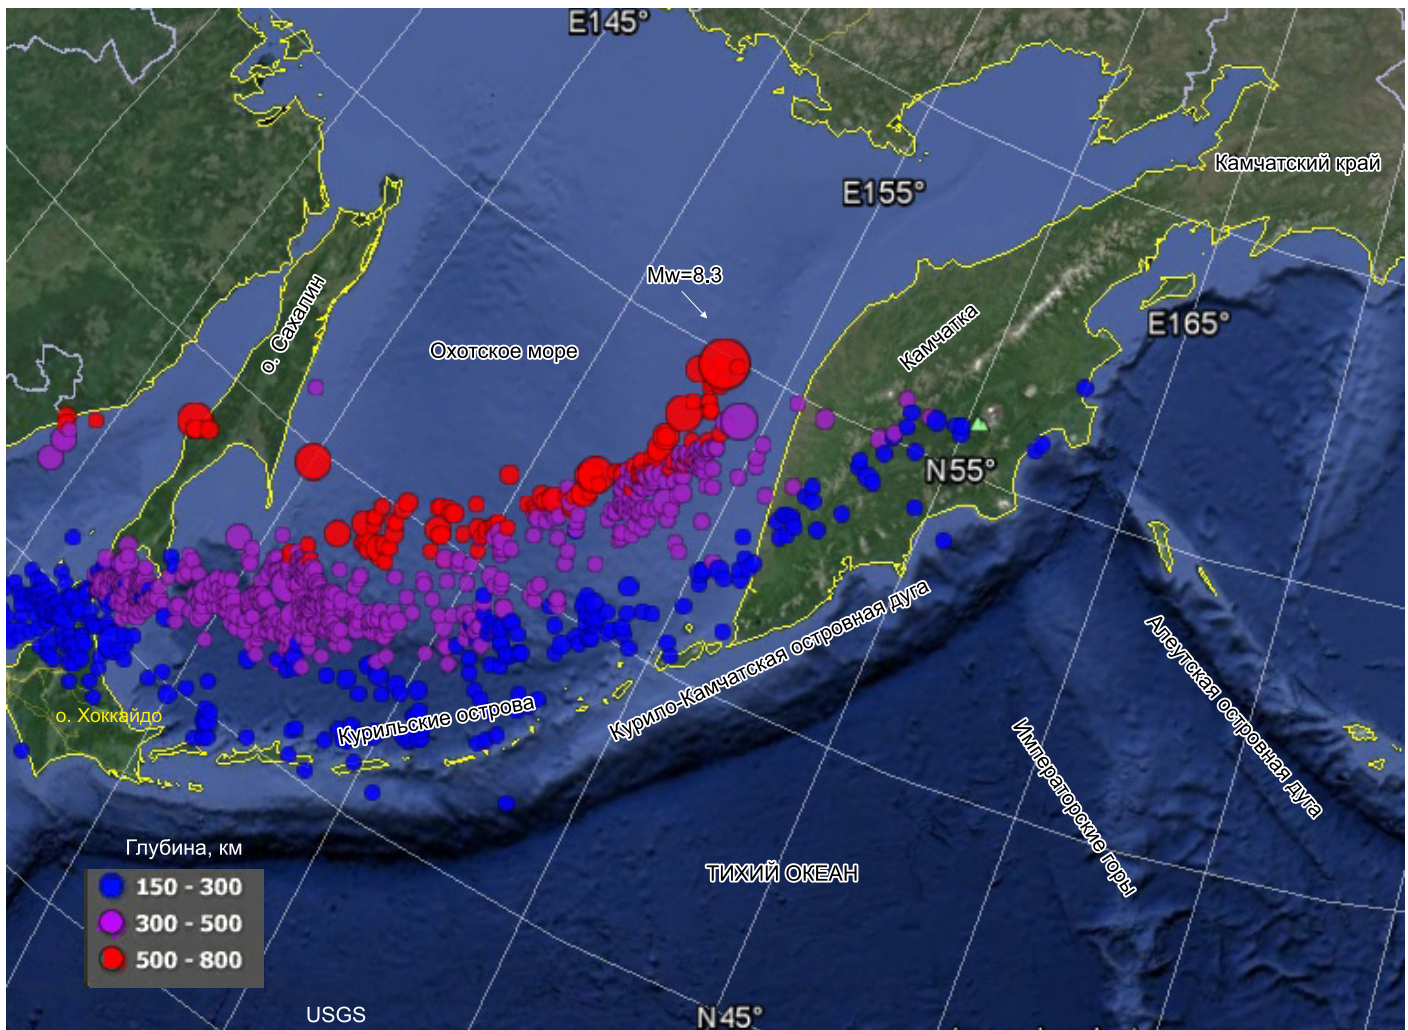 E145°
Камчатский край
E155°
Mw=8.3
о. Сахалин
Охотское море
Камчатка
E165°
N55°
Курило-Камчатская островная дуга
Алеутская островная дуга
о. Хоккайдо
Курильские острова
Императорские горы
Глубина, км
ТИХИЙ ОКЕАН
150 - 300
300 - 500
500 - 800
USGS
N45°